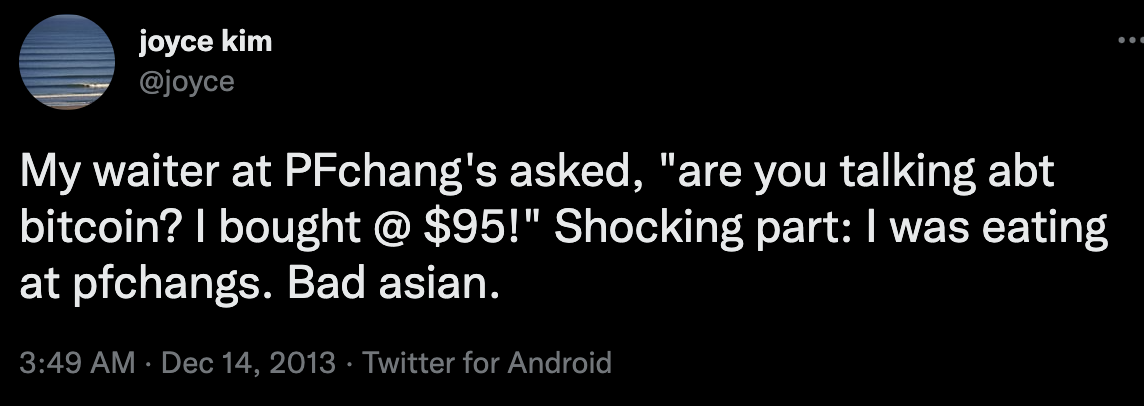 joyce kim
@joyce
My waiter at PFchang's asked, "are you talking abt
bitcoin? I bought @ $95!" Shocking part: I was eating
at pfchangs. Bad asian.
3:49 AM · Dec 14, 2013 · Twitter for Android